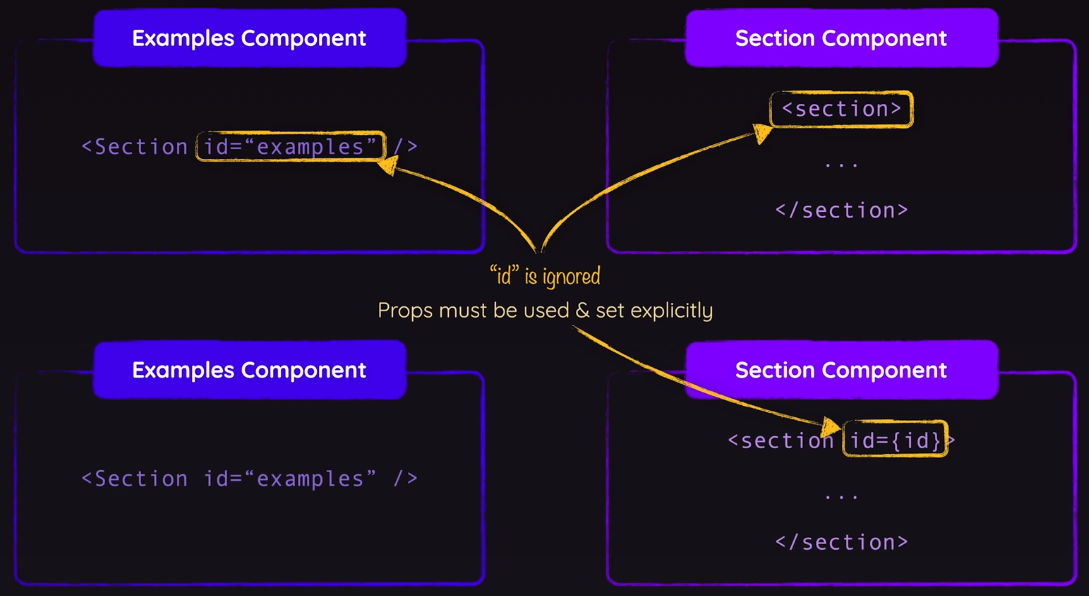 Examples Component
<Section id=“examples” />
Section Component
<section>
...
</section>
“id” is ignored
Props must be used & set explicitly
Examples Component
<Section id=“examples” />
Section Component
<section id={id}>
...
</section>